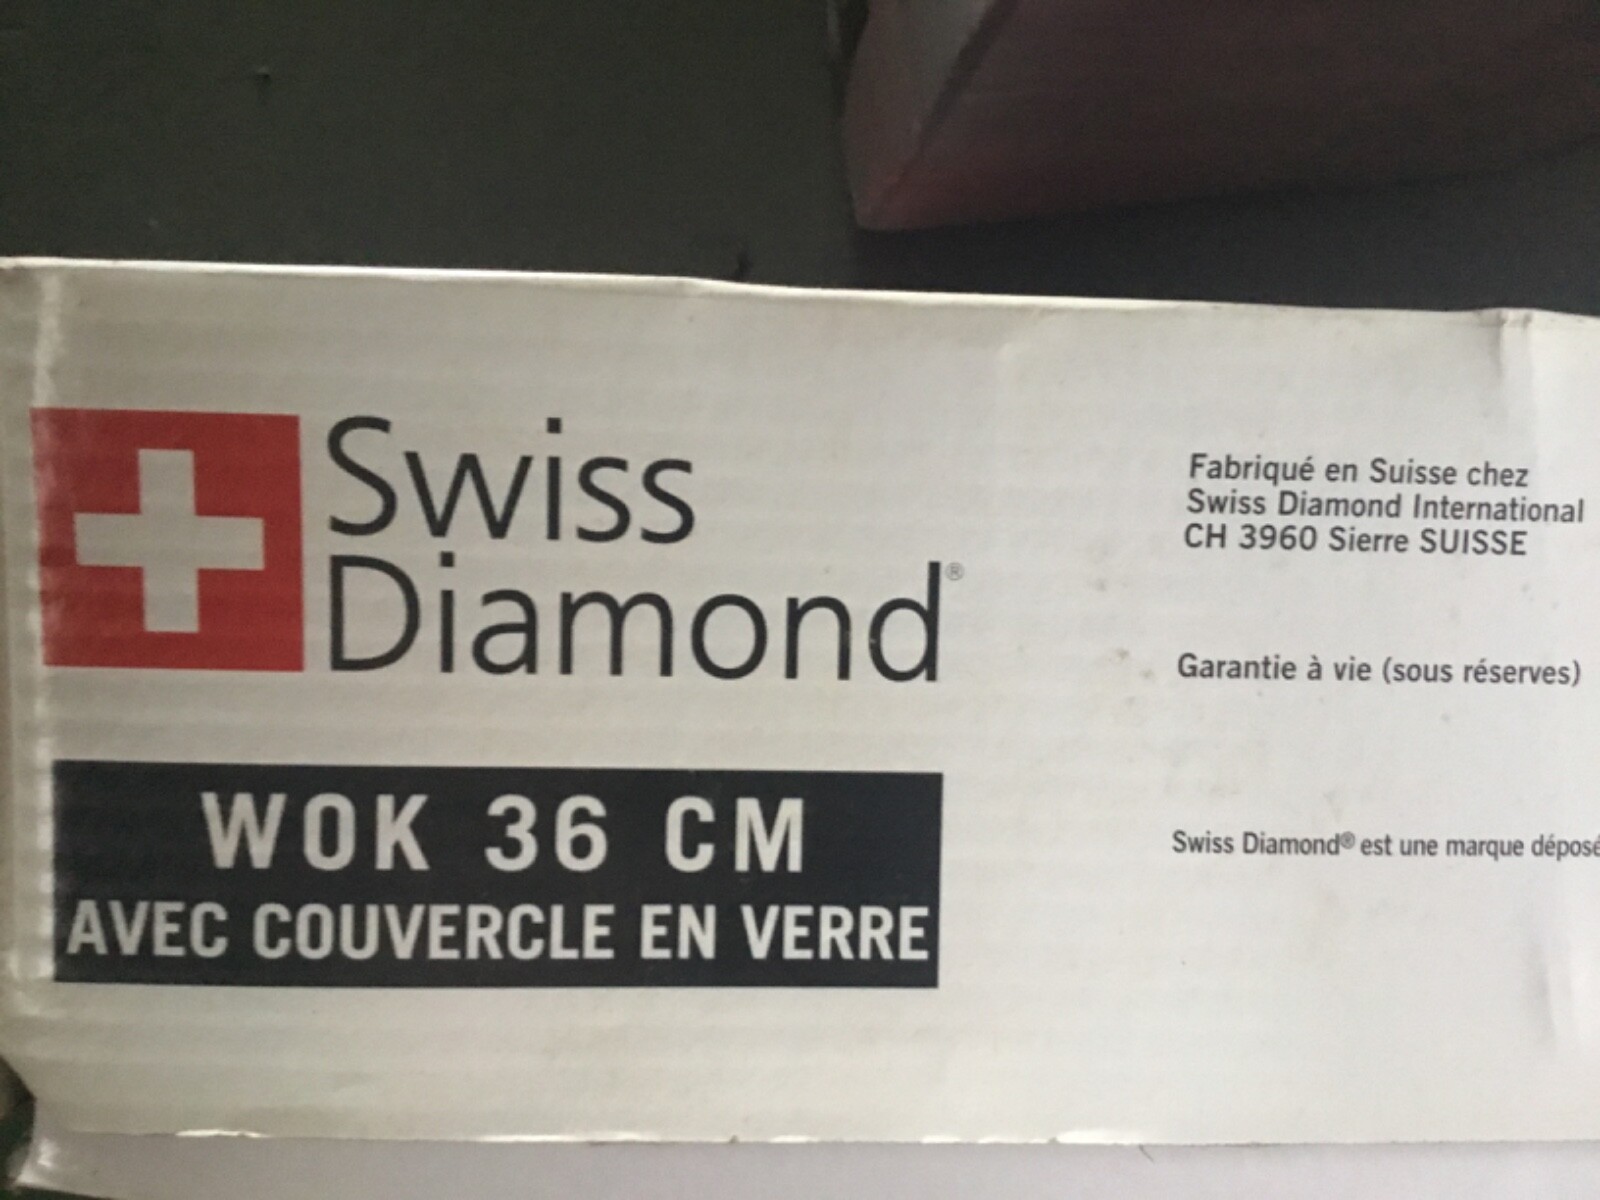 Swiss
Diamond®
WOK 36 CM
AVEC COUVERCLE EN VERRE
Fabriqué en Suisse chez
Swiss Diamond International
CH 3960 Sierre SUISSE
Garantie à vie (sous réserves)
Swiss Diamond® est une marque déposé